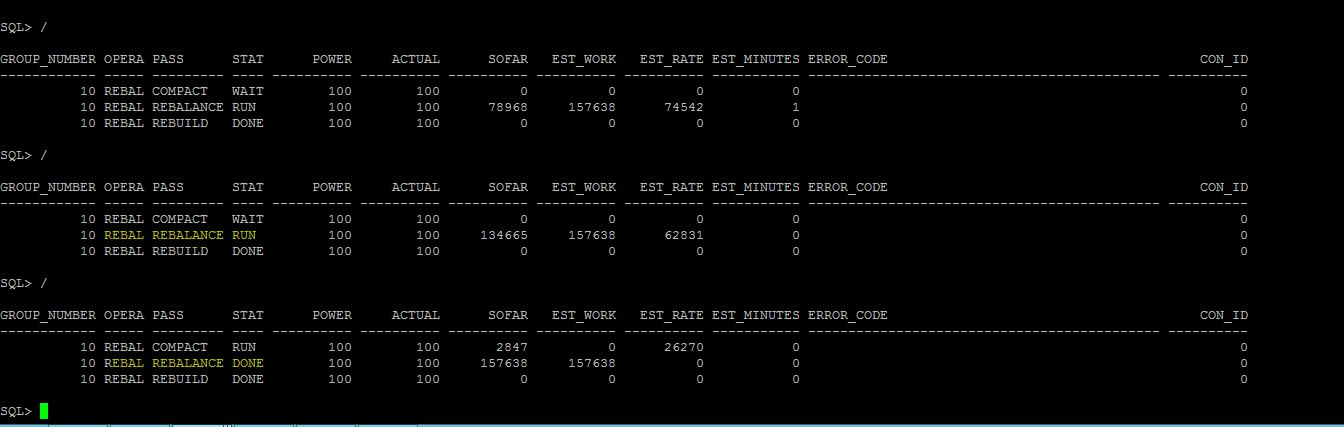 SQL> /
GROUP_NUMBER OPERA PASS      STAT      POWER     ACTUAL      SOFAR   EST_WORK   EST_RATE EST_MINUTES ERROR_CODE                                       CON_ID
------------ ----- --------- ---- ---------- ---------- ---------- ---------- ---------- ----------- -------------------------------------------- ----------
          10 REBAL COMPACT   WAIT        100        100          0          0          0           0                                                       0
          10 REBAL REBALANCE RUN         100        100      78968     157638      74542           1                                                       0
          10 REBAL REBUILD   DONE        100        100          0          0          0           0                                                       0
SQL> /
GROUP_NUMBER OPERA PASS      STAT      POWER     ACTUAL      SOFAR   EST_WORK   EST_RATE EST_MINUTES ERROR_CODE                                       CON_ID
------------ ----- --------- ---- ---------- ---------- ---------- ---------- ---------- ----------- -------------------------------------------- ----------
          10 REBAL COMPACT   WAIT        100        100          0          0          0           0                                                       0
          10 REBAL REBALANCE RUN         100        100     134665     157638      62831           0                                                       0
          10 REBAL REBUILD   DONE        100        100          0          0          0           0                                                       0
SQL> /
GROUP_NUMBER OPERA PASS      STAT      POWER     ACTUAL      SOFAR   EST_WORK   EST_RATE EST_MINUTES ERROR_CODE                                       CON_ID
------------ ----- --------- ---- ---------- ---------- ---------- ---------- ---------- ----------- -------------------------------------------- ----------
          10 REBAL COMPACT   RUN         100        100       2847          0      26270           0                                                       0
          10 REBAL REBALANCE DONE        100        100     157638     157638          0           0                                                       0
          10 REBAL REBUILD   DONE        100        100          0          0          0           0                                                       0
SQL>